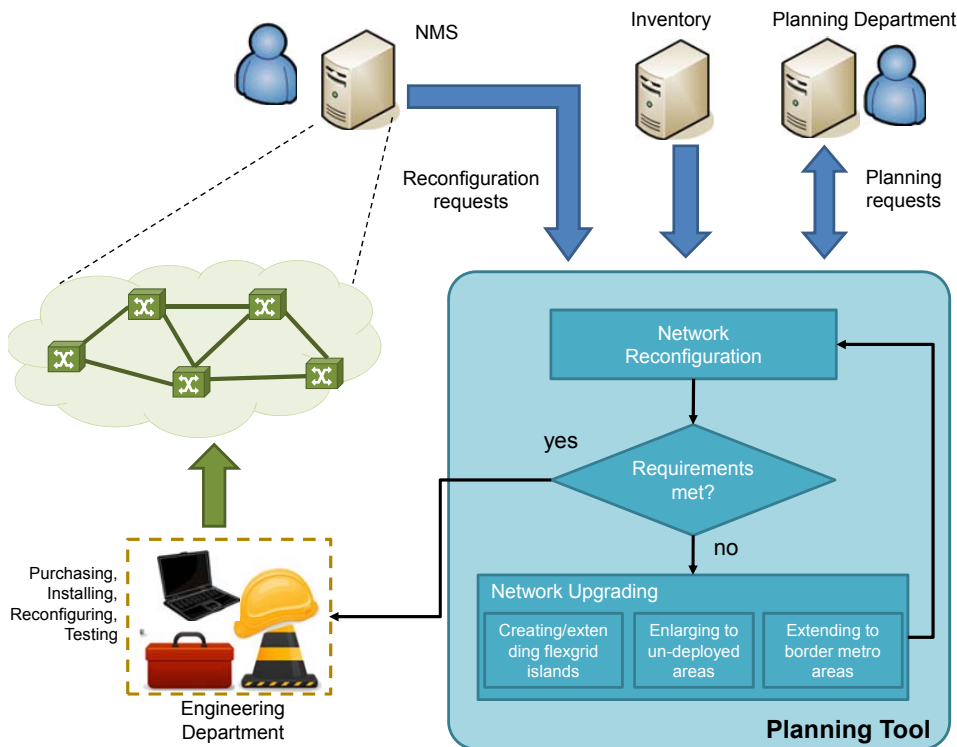 NMS
Inventory
Planning Department
Reconfiguration
requests
Planning
requests
Network
Reconfiguration
yes
Requirements
met?
no
Network Upgrading
Creating/exten
ding flexgrid
islands
Enlarging to
un-deployed
areas
Extending to
border metro
areas
Planning Tool
Purchasing,
Installing,
Reconfiguring,
Testing
Engineering
Department